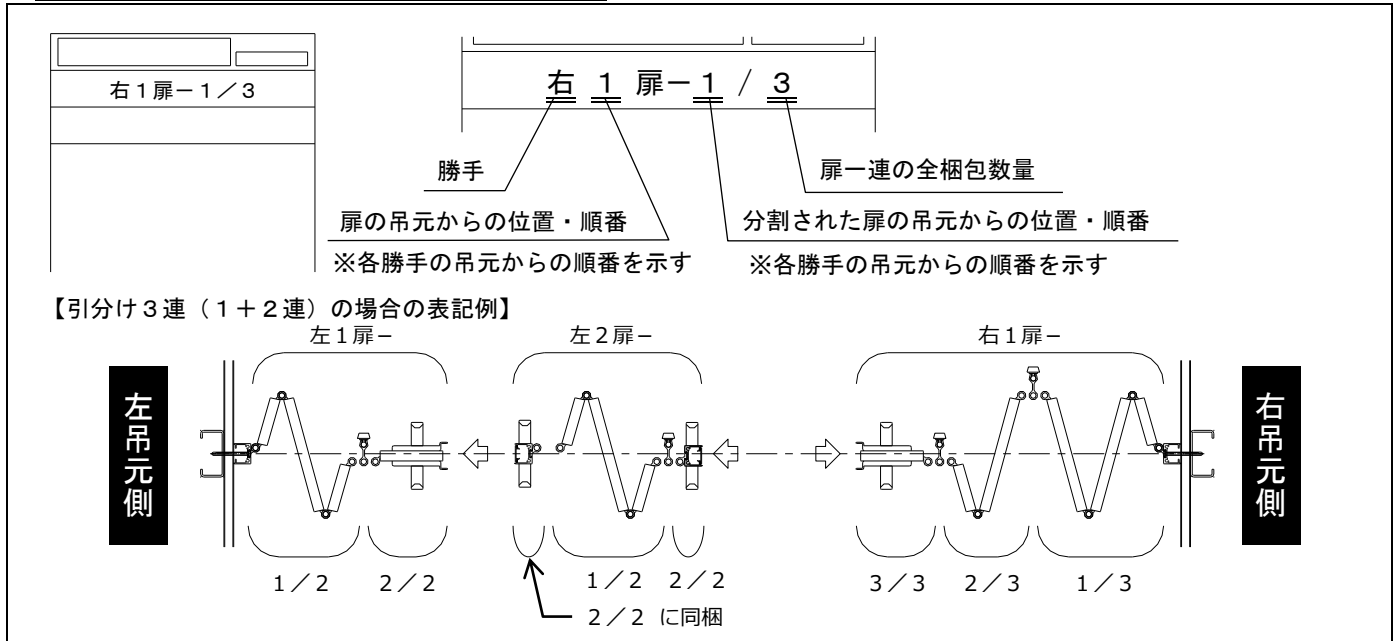 右1扉－1／3
右 1 扉－1 / 3
勝手
扉一連の全梱包数量
扉の吊元からの位置・順番
分割された扉の吊元からの位置・順番
※各勝手の吊元からの順番を示す
※各勝手の吊元からの順番を示す
【引分け３連（１＋２連）の場合の表記例】
左1扉－
左2扉－
右1扉－
左吊元側
右吊元側
1／2
2／2
1／2
2／2
3／3
2／3
1／3
2／2 に同梱